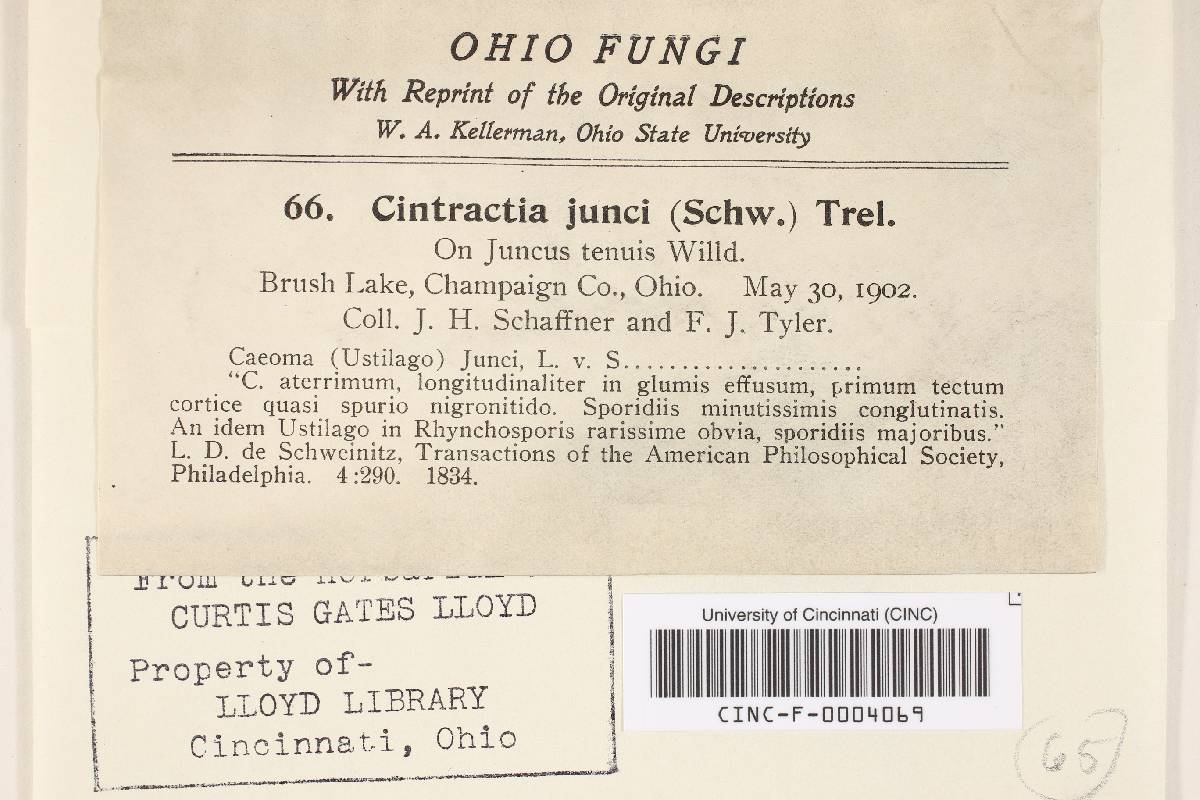 OHIO FUNGI
With Reprint of the Original Descriptions
W. A. Kellerman, Ohio State University
66. Cintractia junci (Schw.) Trel.
On Juncus tenuis Willd.
Brush Lake, Champaign Co., Ohio. May 30, 1902.
Coll. J. H. Schaffner and F. J. Tyler.
Caeoma (Ustilago) Junci, L. v. S.....................
"C. aterrimum, longitudinaliter in glumis effusum, primum tectum
cortice quasi spurio nigronitido. Sporidiis minutissimis conglutinatis.
An idem Ustilago in Rhynchosporis rarissime obvia, sporidiis majoribus."
L. D. de Schweinitz, Transactions of the American Philosophical Society,
Philadelphia. 4:290. 1834.
From the
CURTIS GATES LLOYD
Property of-
LLOYD LIBRARY
Cincinnati, Ohio
University of Cincinnati (CINC)
CINC-F-0004069
65